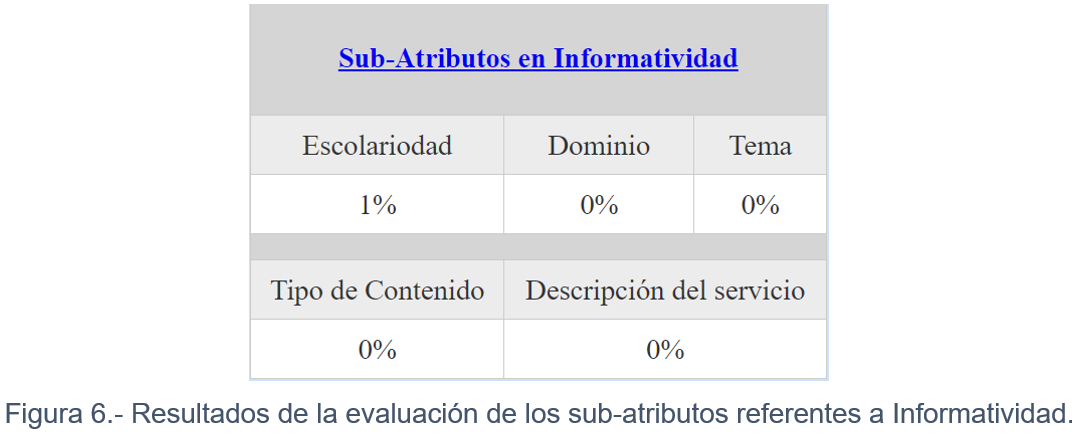 Sub-Atributos en Informatividad
Escolariodad Dominio Tema
1% 0% 0%
Tipo de Contenido Descripción del servicio
0% 0%
Figura 6.- Resultados de la evaluación de los sub-atributos referentes a Informatividad.